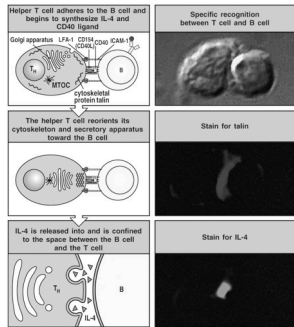 Helper T cell adheres to the B cell and
begins to synthesize IL-4 and
CD40 ligand
Golgi apparatus
LFA-1
CD154
(CD40L)
CD40
ICAM-1
TH
MTOC
B
cytoskeletal
protein talin
Specific recognition
between T cell and B cell
The helper T cell reorients its
cytoskeleton and secretory apparatus
toward the B cell
Stain for talin
IL-4 is released into and is confined
to the space between the B cell
and the T cell
TH
B
IL-4
Stain for IL-4